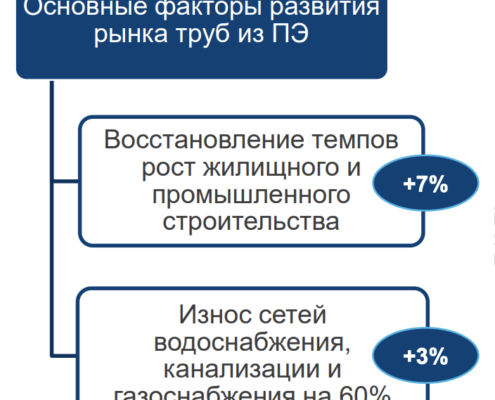 Основные факторы развития
рынка труб из ПЭ
Восстановление темпов
рост жилищного и
промышленного
строительства
+7%
Износ сетей
водоснабжения,
канализации и
газоснабжения на 60%
+3%